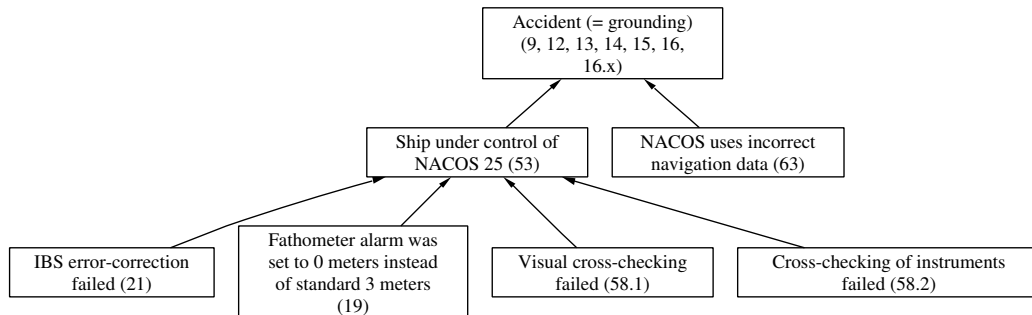 Accident (= grounding)
(9, 12, 13, 14, 15, 16,
16.x)
Ship under control of
NACOS 25 (53)
NACOS uses incorrect
navigation data (63)
IBS error-correction
failed (21)
Fathometer alarm was
set to 0 meters instead
of standard 3 meters
(19)
Visual cross-checking
failed (58.1)
Cross-checking of instruments
failed (58.2)